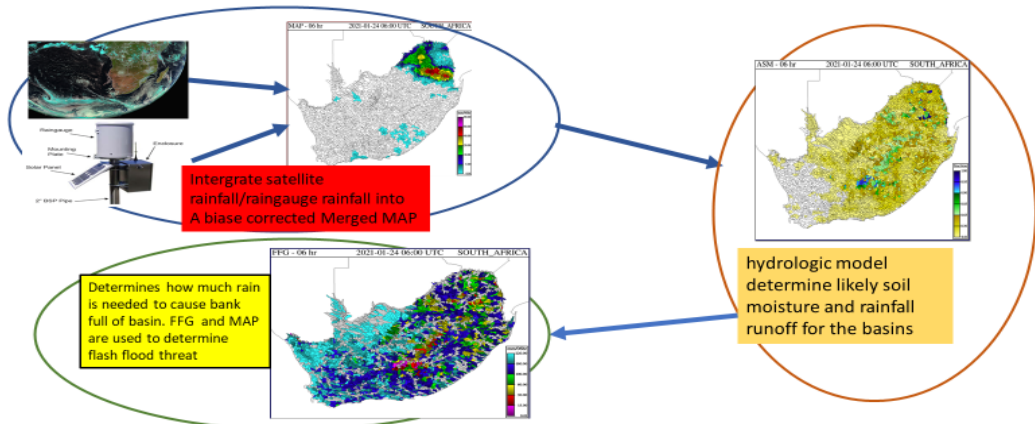 MAP - 06 hr 2021-01-24 06:00 UTC SOUTH_AFRICA
Raingauge
Mounting
Plate
Enclosure
Solar Panel
2" BSP Pipe
Intergrate satellite
rainfall/raingauge rainfall into
A biase corrected Merged MAP
ASM - 06 hr 2021-01-24 06:00 UTC SOUTH_AFRICA
hydrologic model
determine likely soil
moisture and rainfall
runoff for the basins
FFG - 06 hr 2021-01-24 06:00 UTC SOUTH_AFRICA
Determines how much rain
is needed to cause bank
full of basin. FFG and MAP
are used to determine
flash flood threat